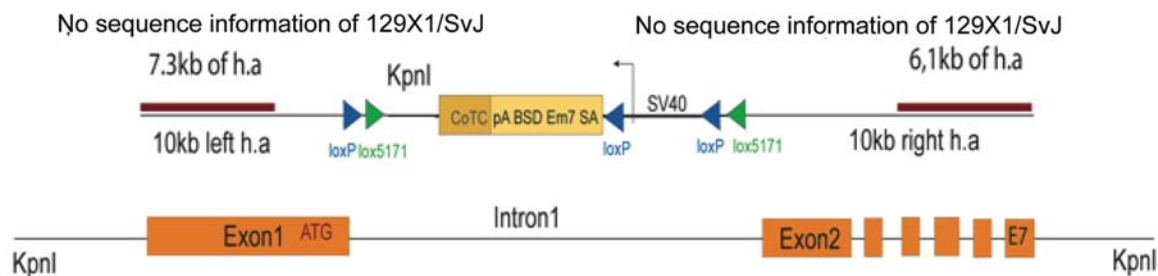 No sequence information of 129X1/SvJ No sequence information of 129X1/SvJ
7.3kb of h.a 6,1kb of h.a
KpnI
CoTC pA BSD Em7 SA SV40
loxP lox5171 loxP loxP lox5171
10kb left h.a 10kb right h.a
Intron1
Exon1 ATG Exon2 E7
KpnI KpnI